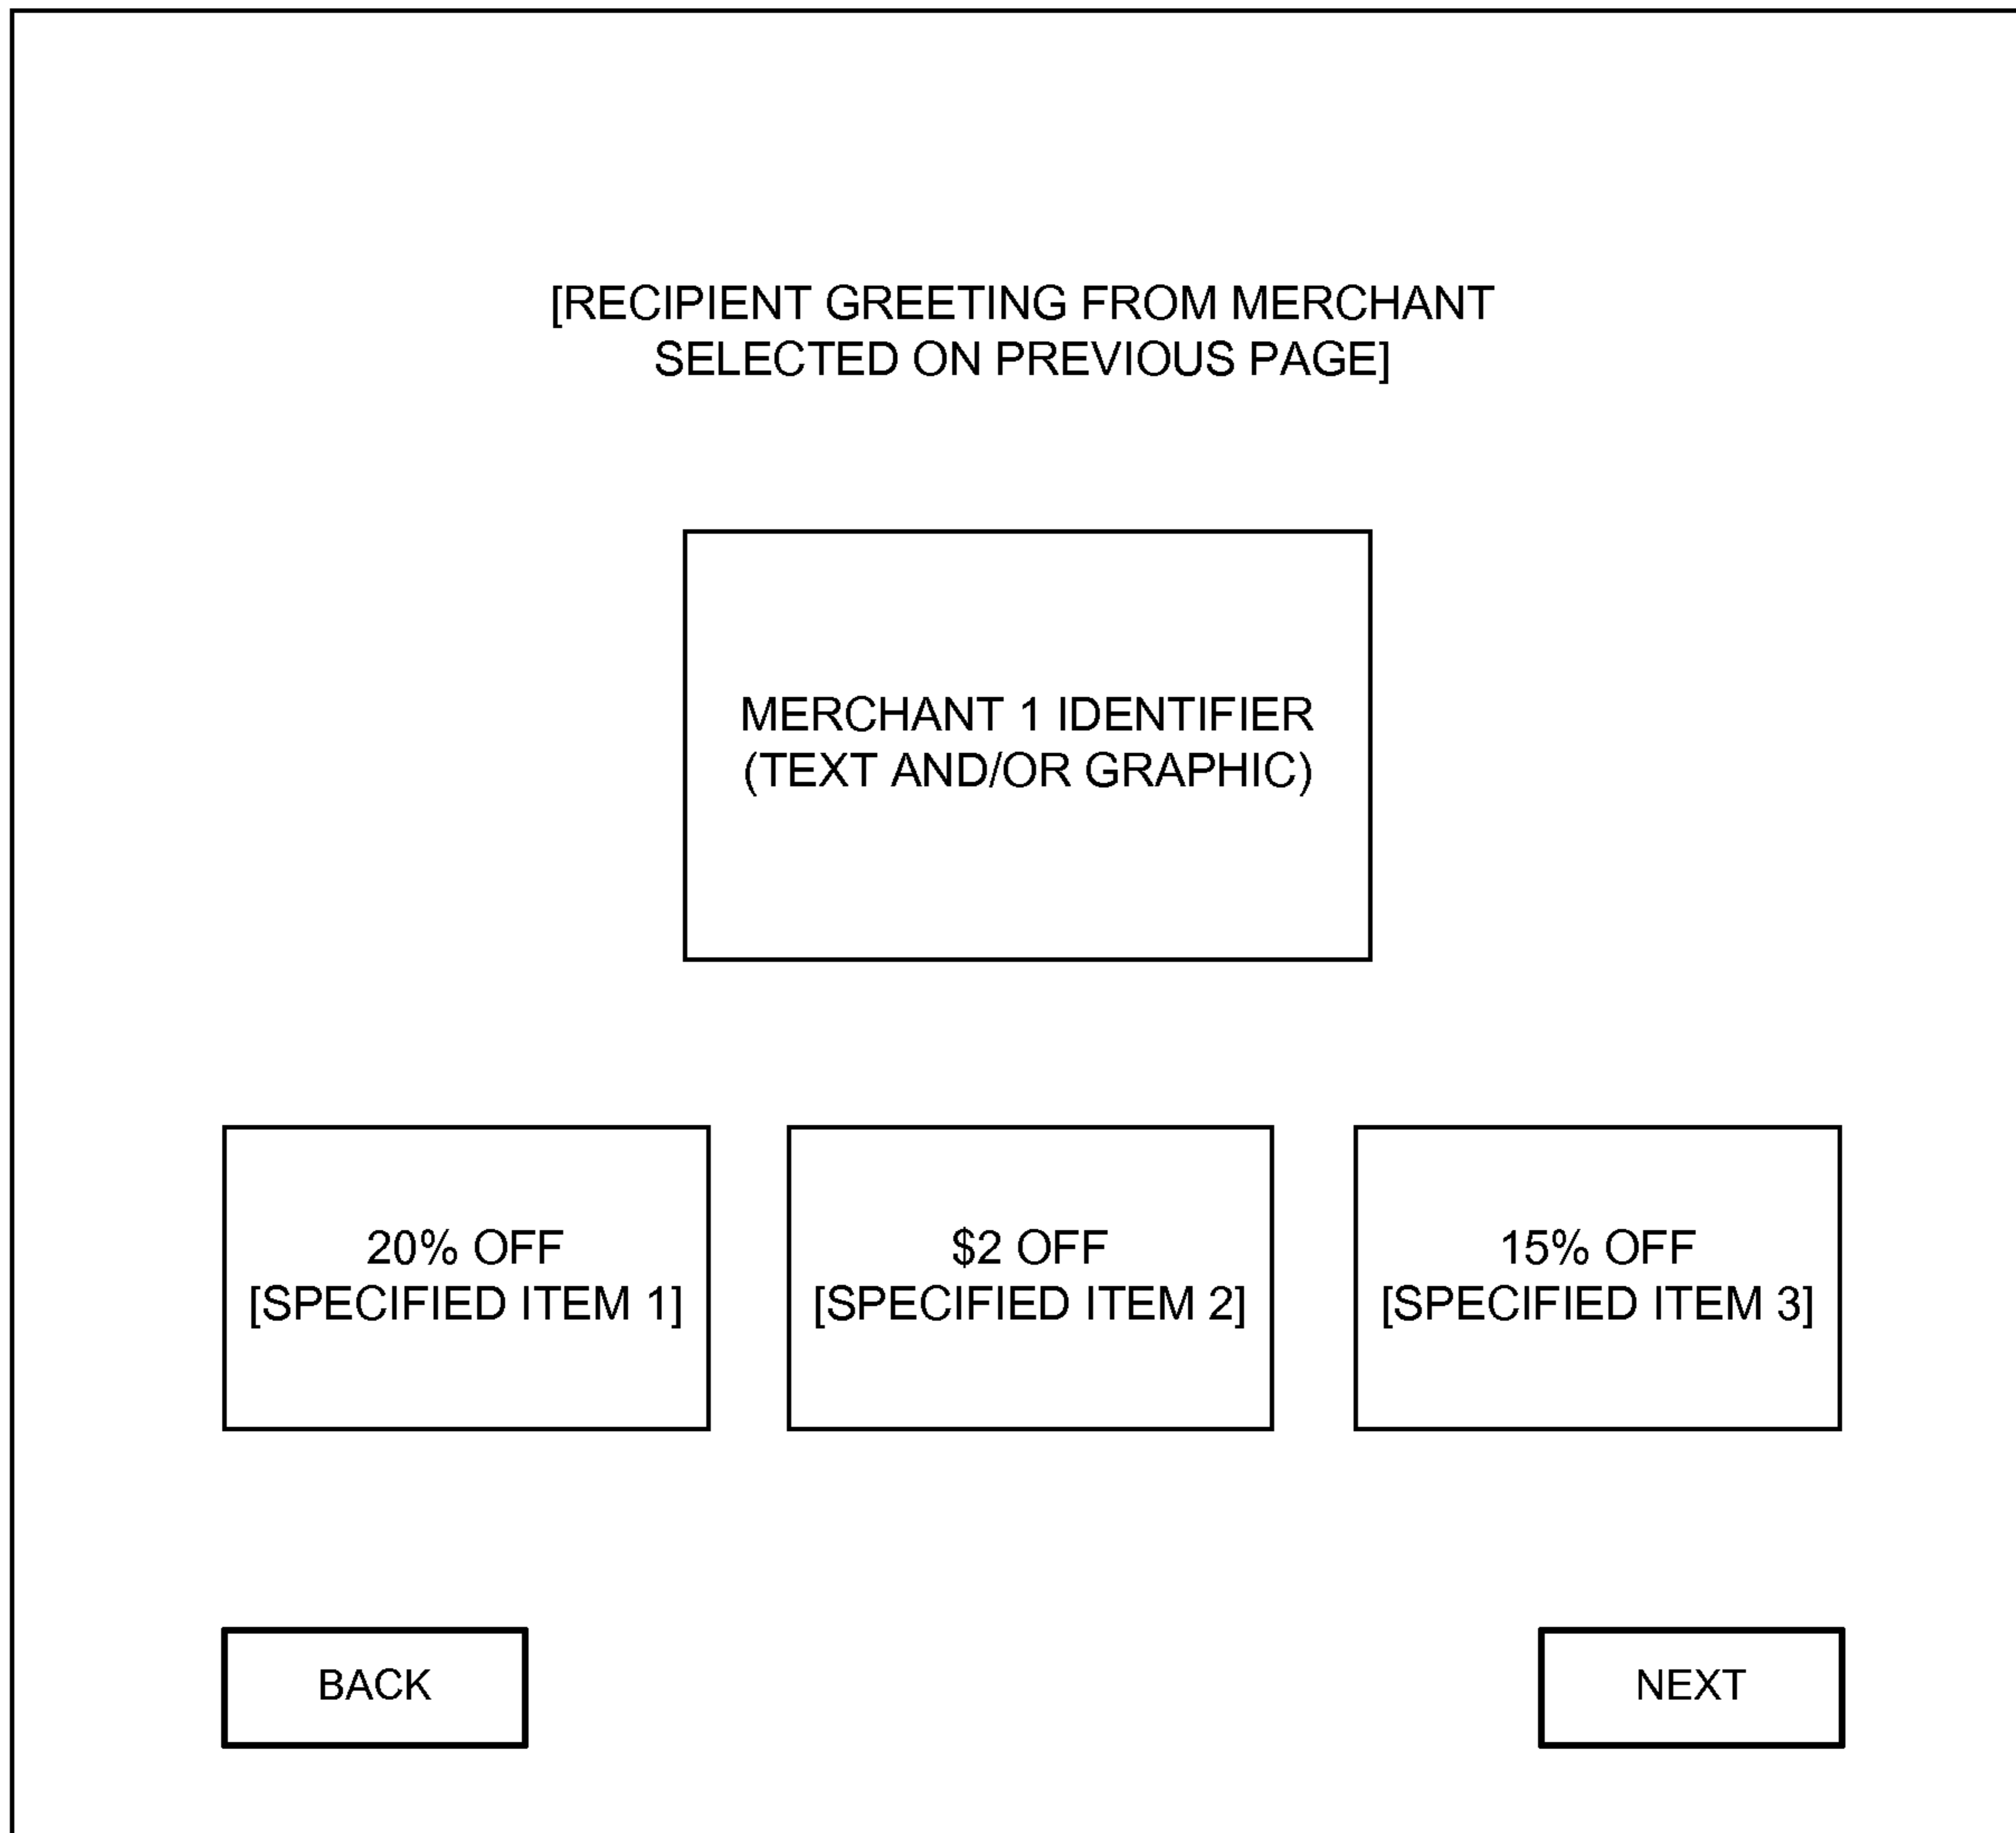 [RECIPIENT GREETING FROM MERCHANT
SELECTED ON PREVIOUS PAGE]
MERCHANT 1 IDENTIFIER
(TEXT AND/OR GRAPHIC)
20% OFF
[SPECIFIED ITEM 1]
$2 OFF
[SPECIFIED ITEM 2]
15% OFF
[SPECIFIED ITEM 3]
BACK
NEXT